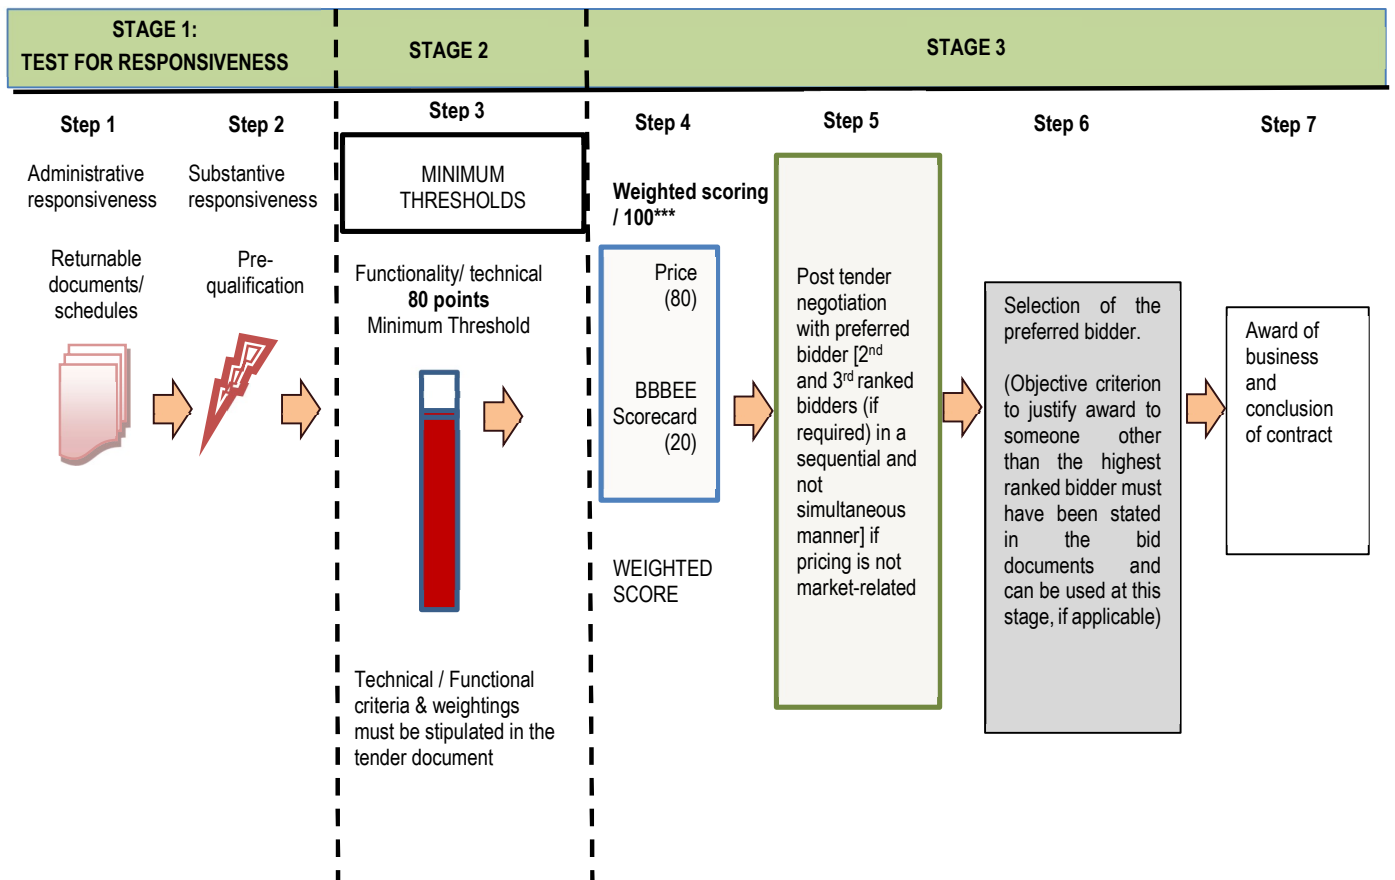 STAGE 1:
TEST FOR RESPONSIVENESS
STAGE 2
STAGE 3
Step 1
Administrative
responsiveness
Returnable
documents/
schedules
Step 2
Substantive
responsiveness
Pre-
qualification
Step 3
MINIMUM
THRESHOLDS
Functionality/ technical
80 points
Minimum Threshold
Technical / Functional
criteria & weightings
must be stipulated in the
tender document
Step 4
Weighted scoring
/ 100***
Price
(80)
BBBEE
Scorecard
(20)
WEIGHTED
SCORE
Step 5
Post tender
negotiation
with preferred
bidder [2nd
and 3rd ranked
bidders (if
required) in a
sequential and
not
simultaneous
manner] if
pricing is not
market-related
Step 6
Selection of the
preferred bidder.
(Objective criterion
to justify award to
someone other
than the highest
ranked bidder must
have been stated
in the bid
documents and
can be used at this
stage, if applicable)
Step 7
Award of
business
and
conclusion
of contract